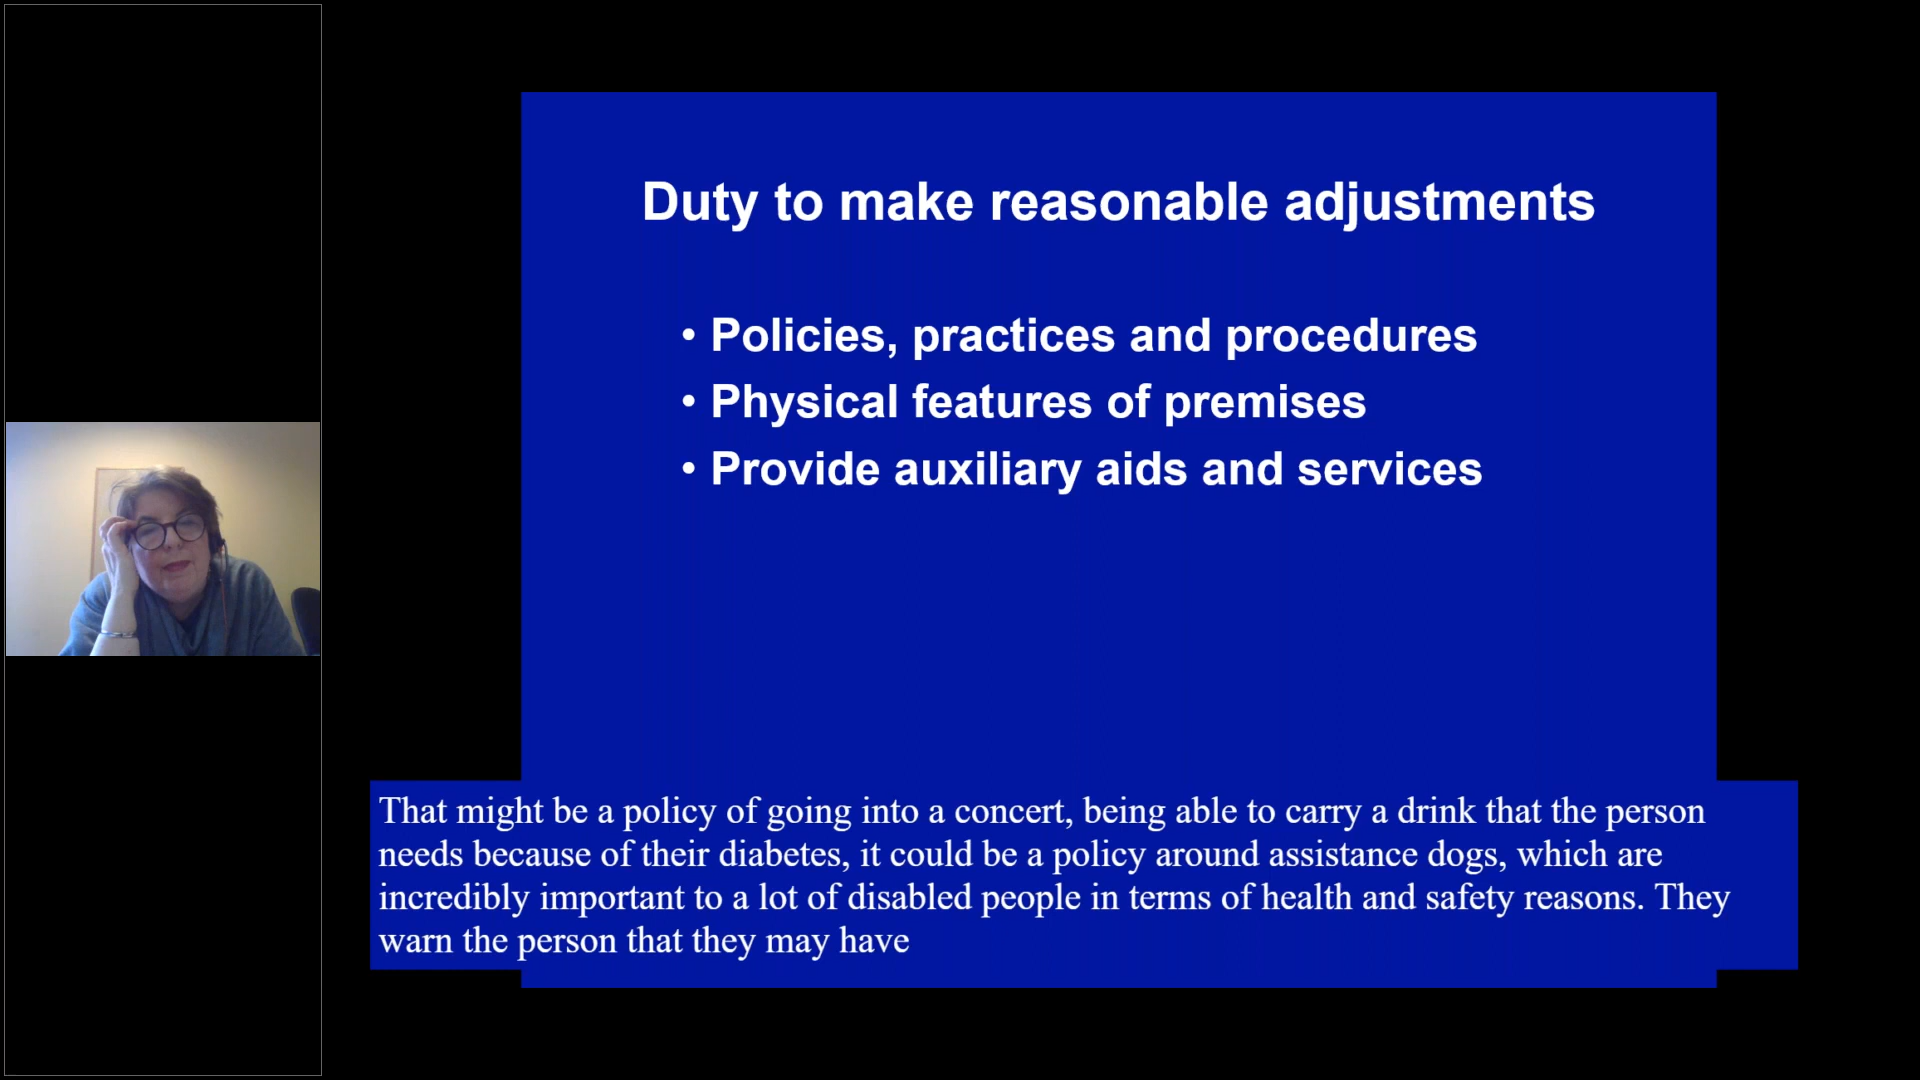 Duty to make reasonable adjustments
• Policies, practices and procedures
• Physical features of premises
• Provide auxiliary aids and services
That might be a policy of going into a concert, being able to carry a drink that the person
needs because of their diabetes, it could be a policy around assistance dogs, which are
incredibly important to a lot of disabled people in terms of health and safety reasons. They
warn the person that they may have